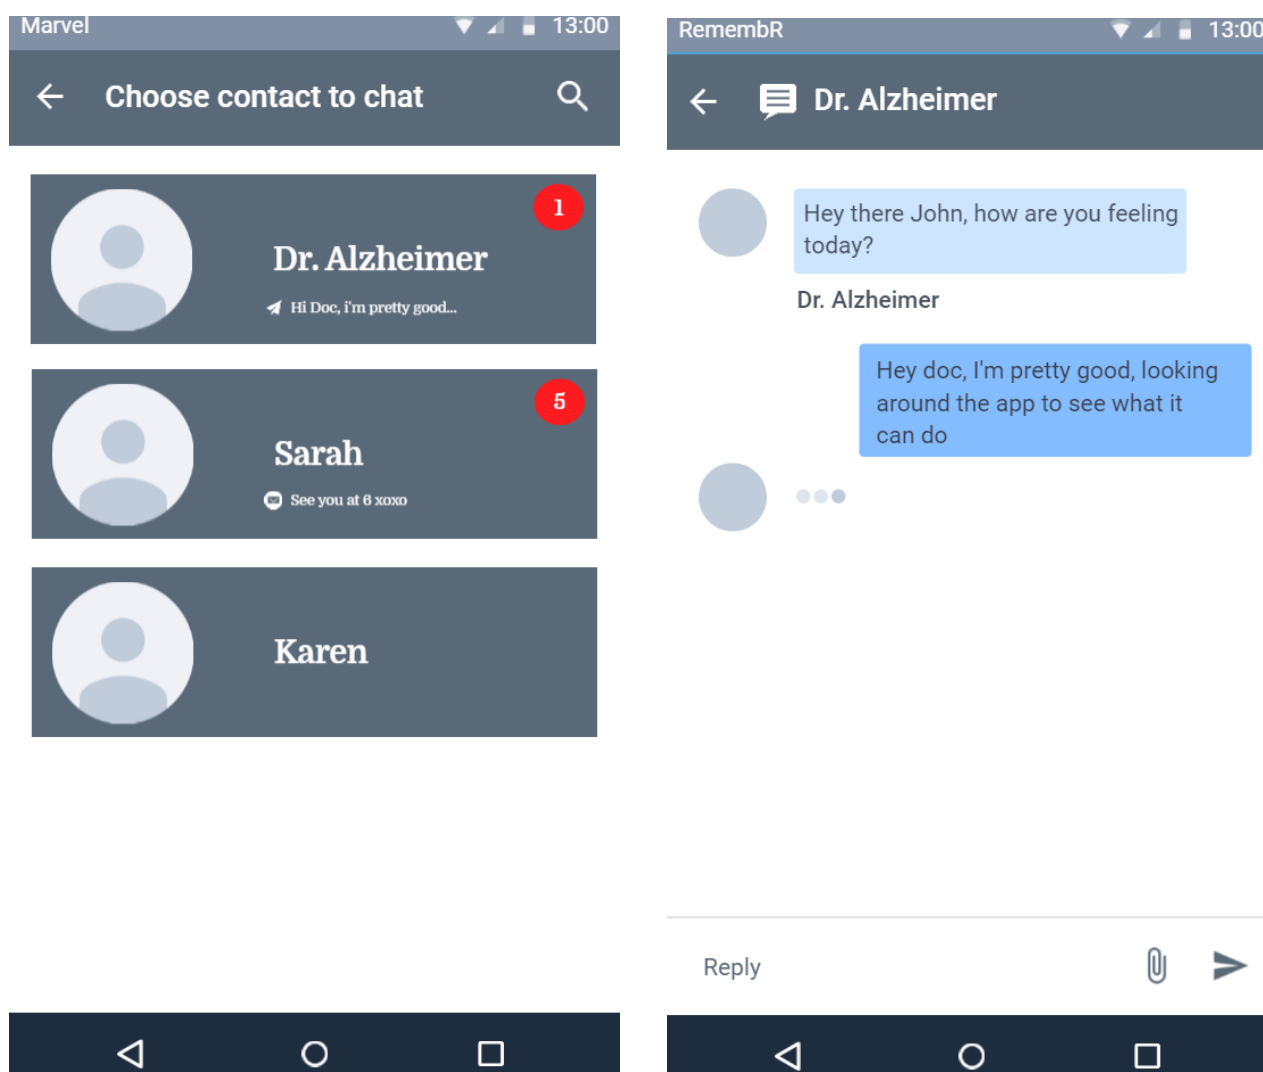 Marvel 13:00
Choose contact to chat
1
Dr. Alzheimer
Hi Doc, i'm pretty good...
5
Sarah
See you at 6 xoxo
Karen
RemembR 13:00
Dr. Alzheimer
Hey there John, how are you feeling
today?
Dr. Alzheimer
Hey doc, I'm pretty good, looking
around the app to see what it
can do
Reply